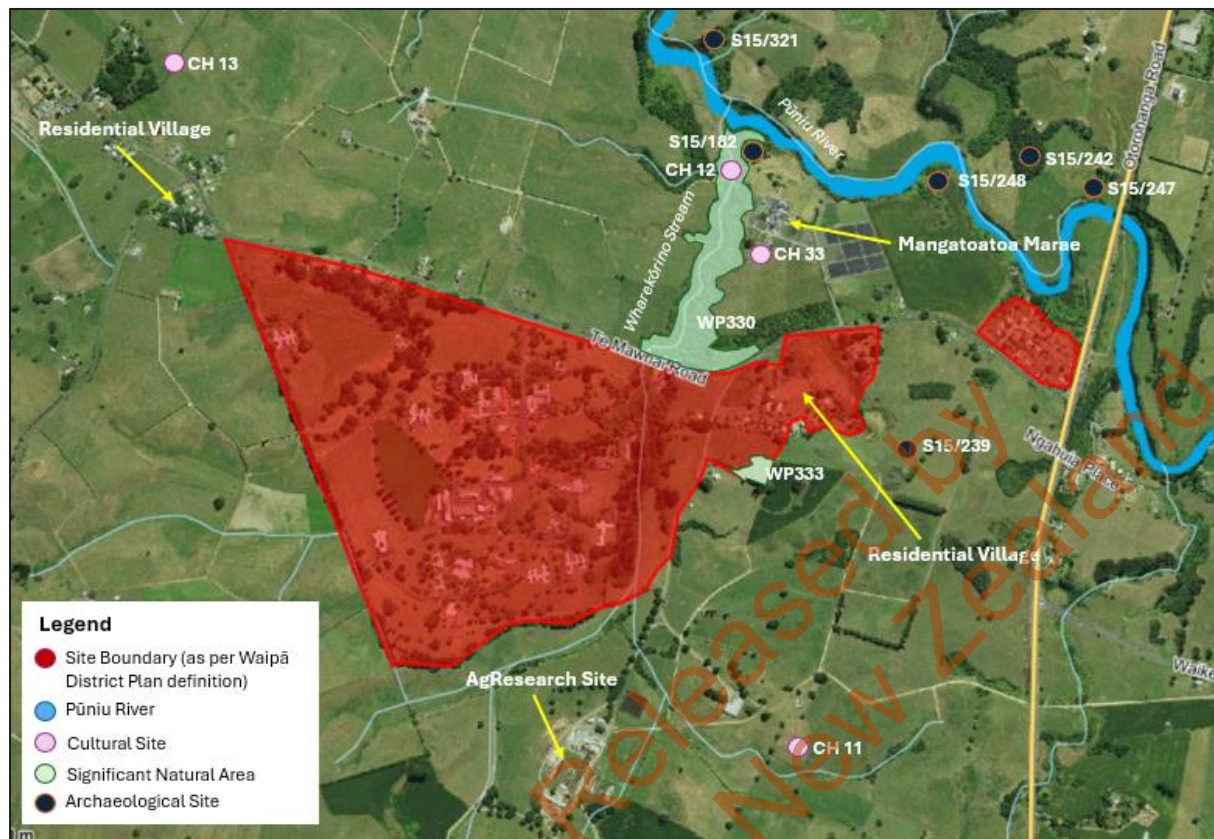 S15/321
CH 13
Otorohanga Road
Residential Village
Pūniu River
S15/182
S15/242
CH 12
S15/248
S15/247
Wharekōrino Stream
Mangatoatoa Marae
CH 33
WP330
Te Mawhai Road
S15/239
Ngahuia Place
WP333
Residential Village
Released by
New Zealand
Legend
Site Boundary (as per Waipā
District Plan definition)
Pūniu River
Cultural Site
Significant Natural Area
Archaeological Site
AgResearch Site
CH 11